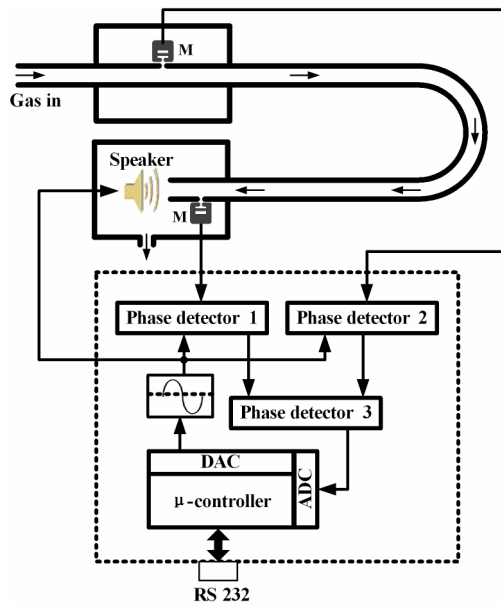 M
Gas in
Speaker
M
Phase detector 1
Phase detector 2
Phase detector 3
DAC
μ-controller
ADC
RS 232